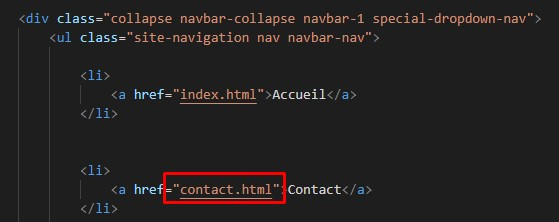 <div class="collapse navbar-collapse navbar-1 special-dropdown-nav">
<ul class="site-navigation nav navbar-nav">
<li>
<a href="index.html">Accueil</a>
</li>
<li>
<a href="contact.html">Contact</a>
</li>